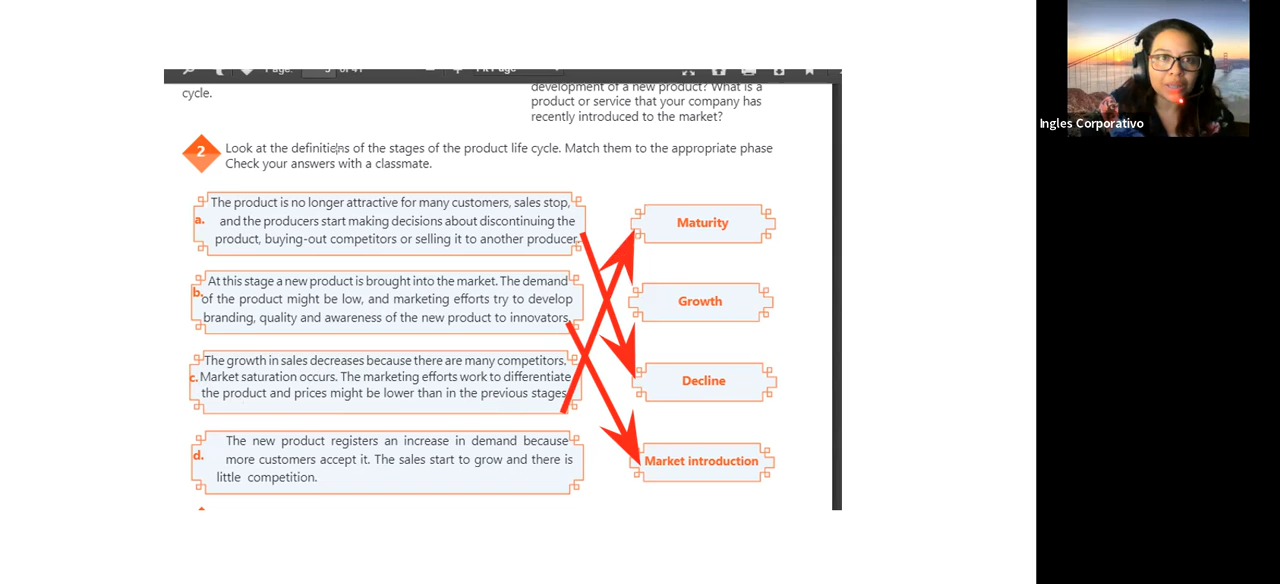 cycle.
development of a new product? What is a
product or service that your company has
recently introduced to the market?
2
Look at the definitions of the stages of the product life cycle. Match them to the appropriate phase
Check your answers with a classmate.
a.
The product is no longer attractive for many customers, sales stop,
and the producers start making decisions about discontinuing the
product, buying-out competitors or selling it to another producer.
Maturity
b.
At this stage a new product is brought into the market. The demand
of the product might be low, and marketing efforts try to develop
branding, quality and awareness of the new product to innovators.
Growth
c.
The growth in sales decreases because there are many competitors.
Market saturation occurs. The marketing efforts work to differentiate
the product and prices might be lower than in the previous stages.
Decline
d.
The new product registers an increase in demand because
more customers accept it. The sales start to grow and there is
little competition.
Market introduction
Ingles Corporativo